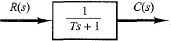 R(s)
1
Ts + 1
C(s)